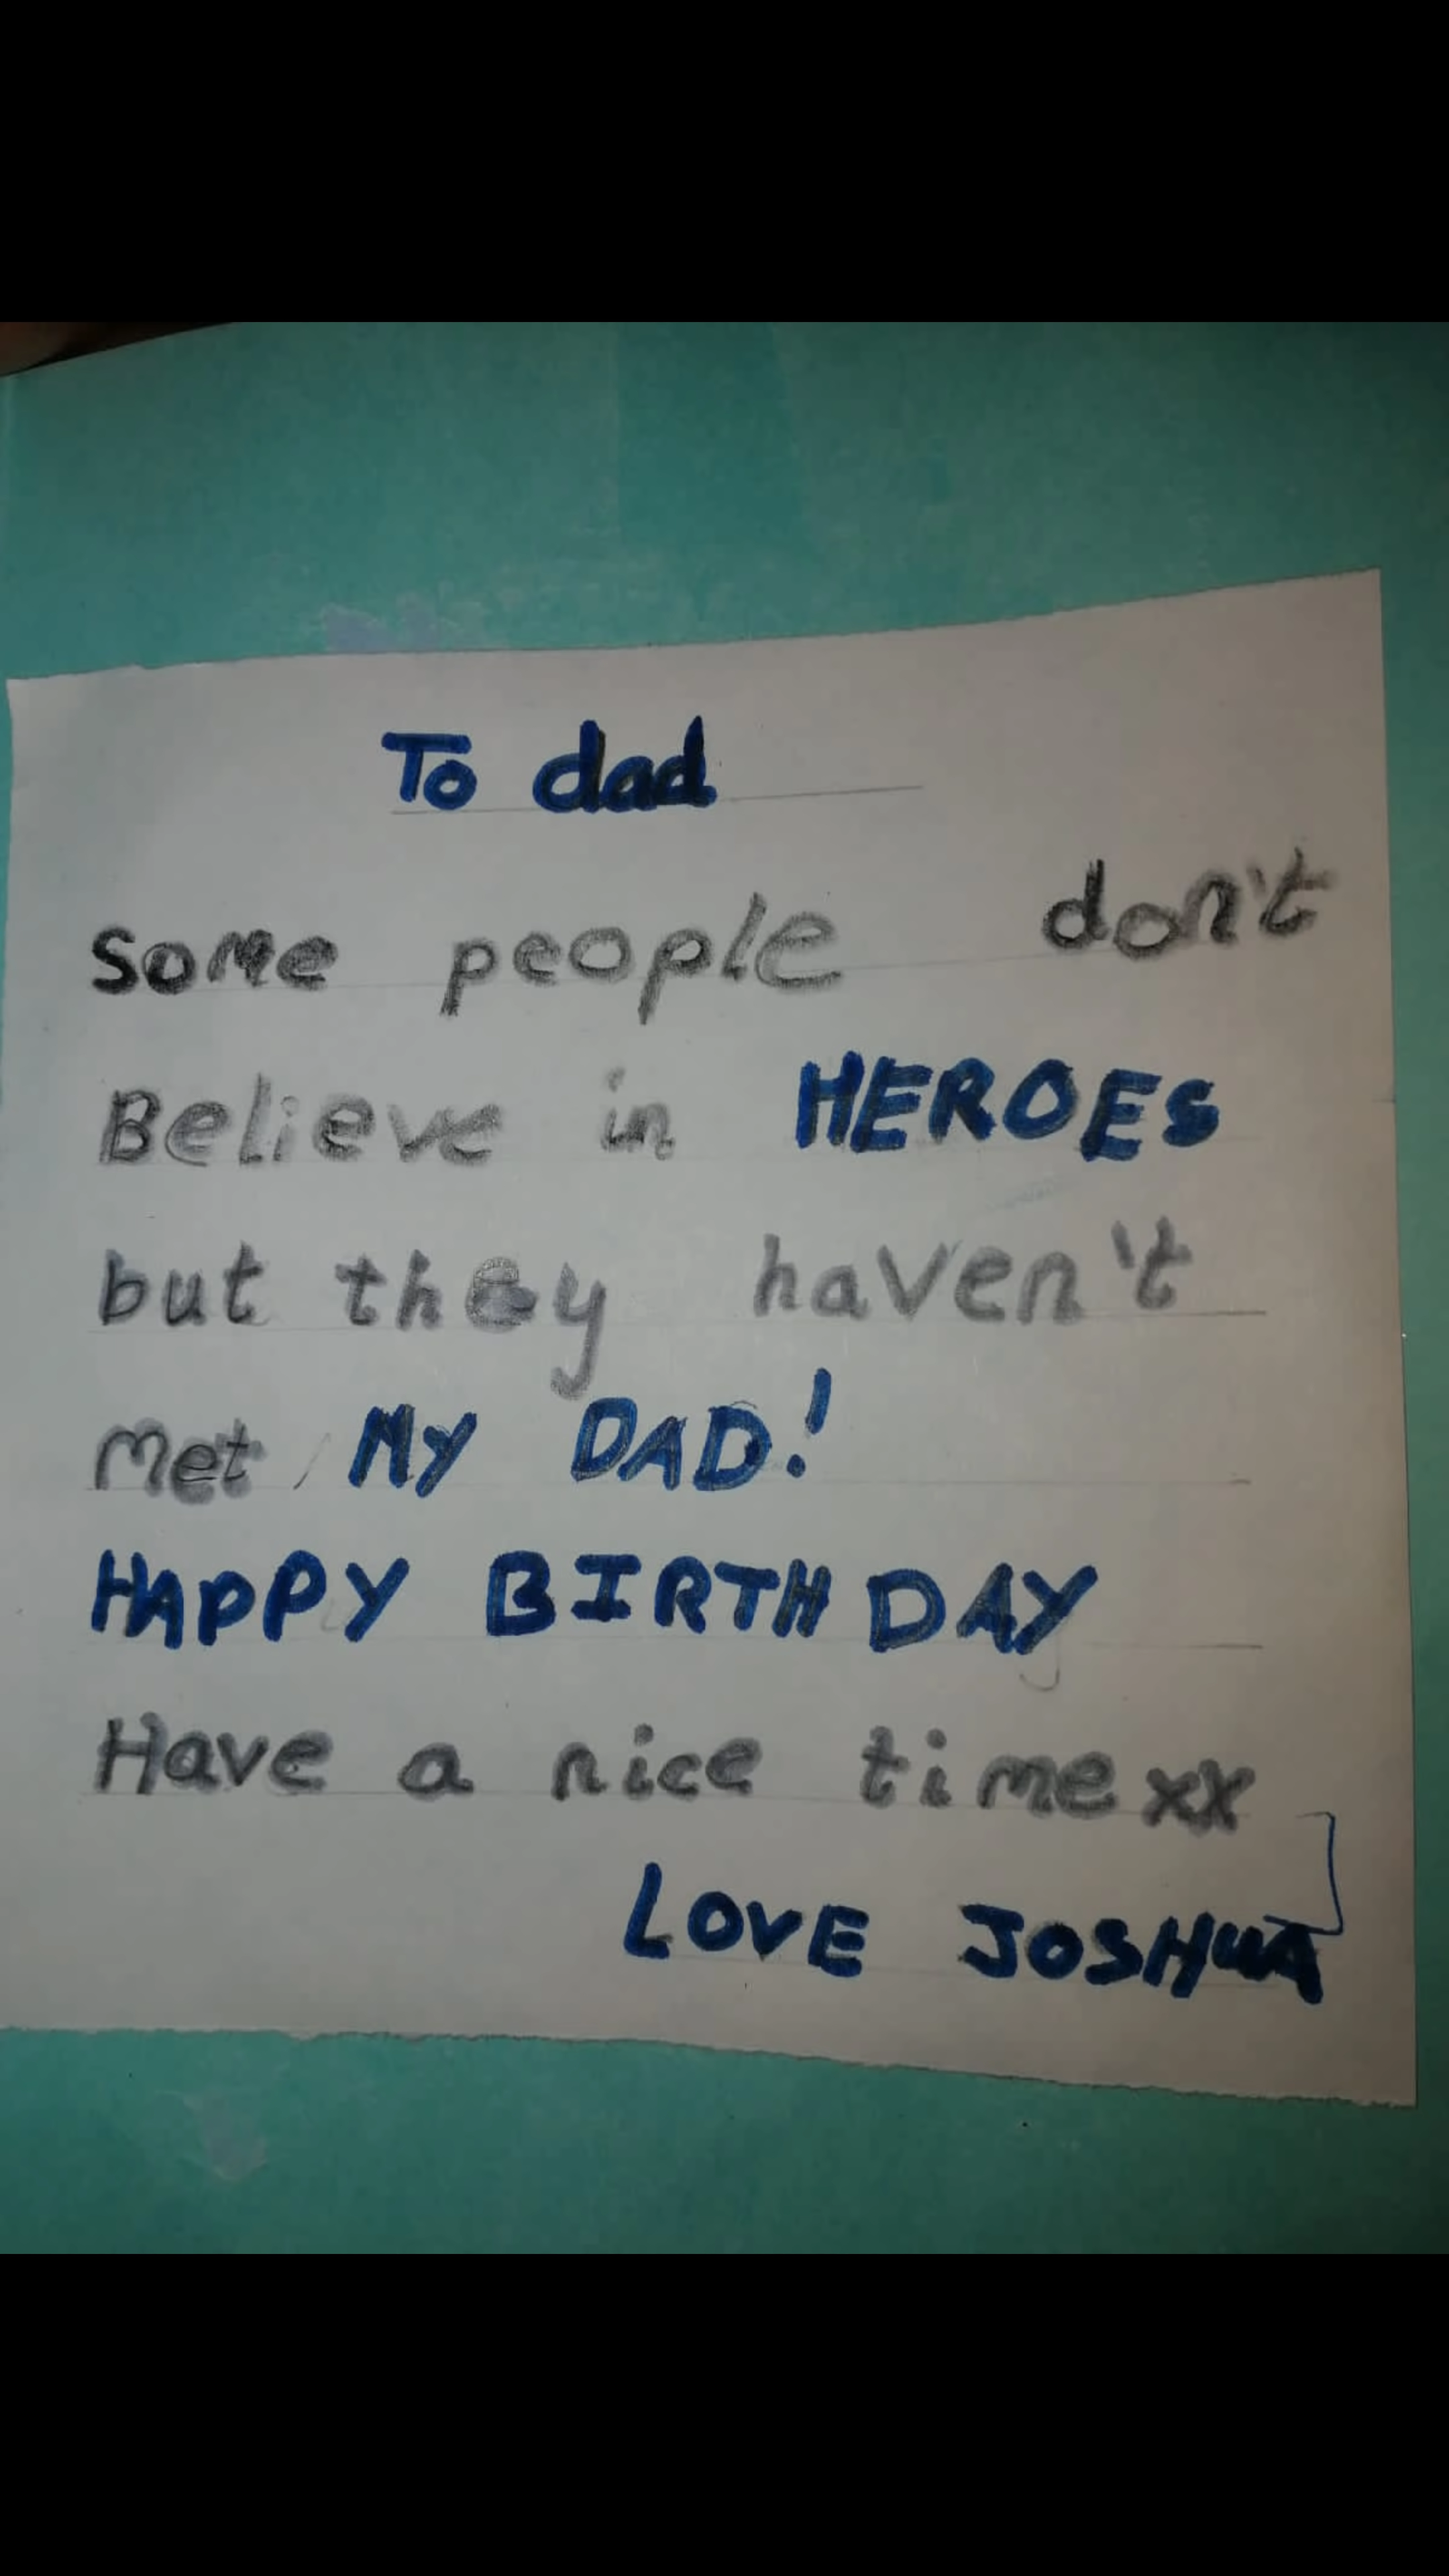 To dad
Some people don't
Believe in HEROES
but they haven't
Met MY DAD!
HAPPY BIRTHDAY
Have a nice time xx
LOVE JOSHUA